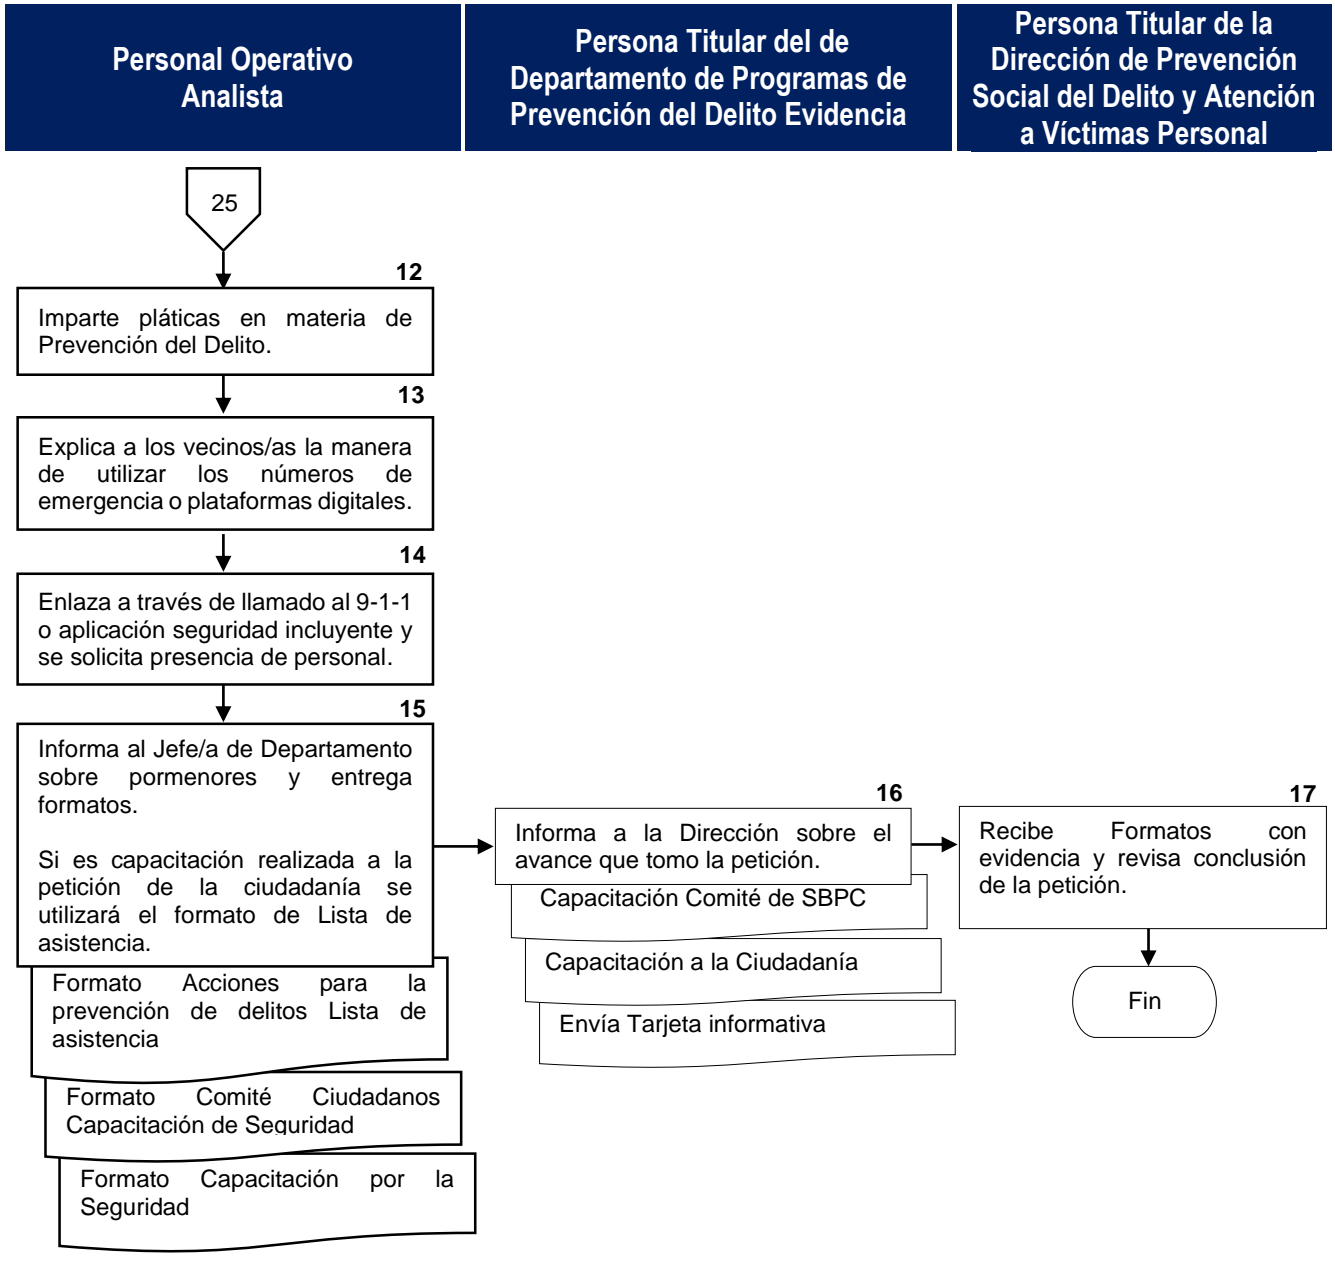 Personal Operativo
Analista
Persona Titular del de
Departamento de Programas de
Prevención del Delito Evidencia
Persona Titular de la
Dirección de Prevención
Social del Delito y Atención
a Víctimas Personal
25
12
Imparte pláticas en materia de
Prevención del Delito.
13
Explica a los vecinos/as la manera
de utilizar los números de
emergencia o plataformas digitales.
14
Enlaza a través de llamado al 9-1-1
o aplicación seguridad incluyente y
se solicita presencia de personal.
15
Informa al Jefe/a de Departamento
sobre pormenores y entrega
formatos.
Si es capacitación realizada a la
petición de la ciudadanía se
utilizará el formato de Lista de
asistencia.
Formato Acciones para la
prevención de delitos Lista de
asistencia
Formato Comité Ciudadanos
Capacitación de Seguridad
Formato Capacitación por la
Seguridad
16
Informa a la Dirección sobre el
avance que tomo la petición.
Capacitación Comité de SBPC
Capacitación a la Ciudadanía
Envía Tarjeta informativa
17
Recibe Formatos con
evidencia y revisa conclusión
de la petición.
Fin